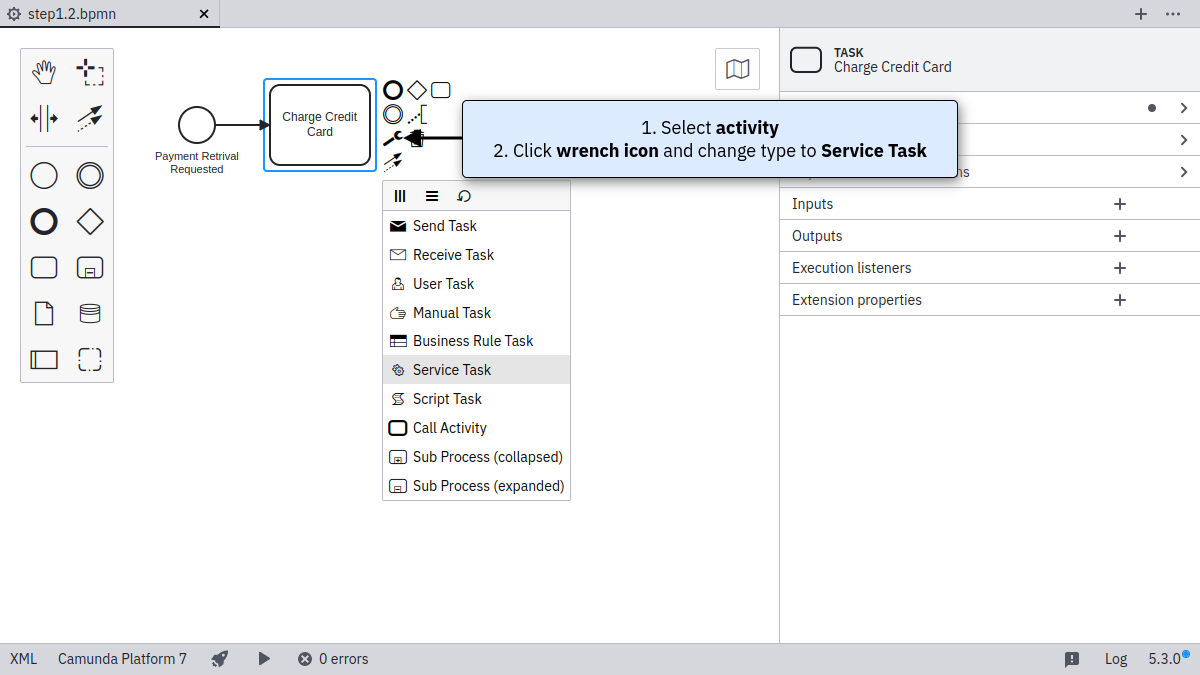 step1.2.bpmn
TASK
Charge Credit Card
Charge Credit
Card
Payment Retrival
Requested
1. Select activity
2. Click wrench icon and change type to Service Task
Inputs
Outputs
Execution listeners
Extension properties
Send Task
Receive Task
User Task
Manual Task
Business Rule Task
Service Task
Script Task
Call Activity
Sub Process (collapsed)
Sub Process (expanded)
XML Camunda Platform 7 0 errors Log 5.3.0